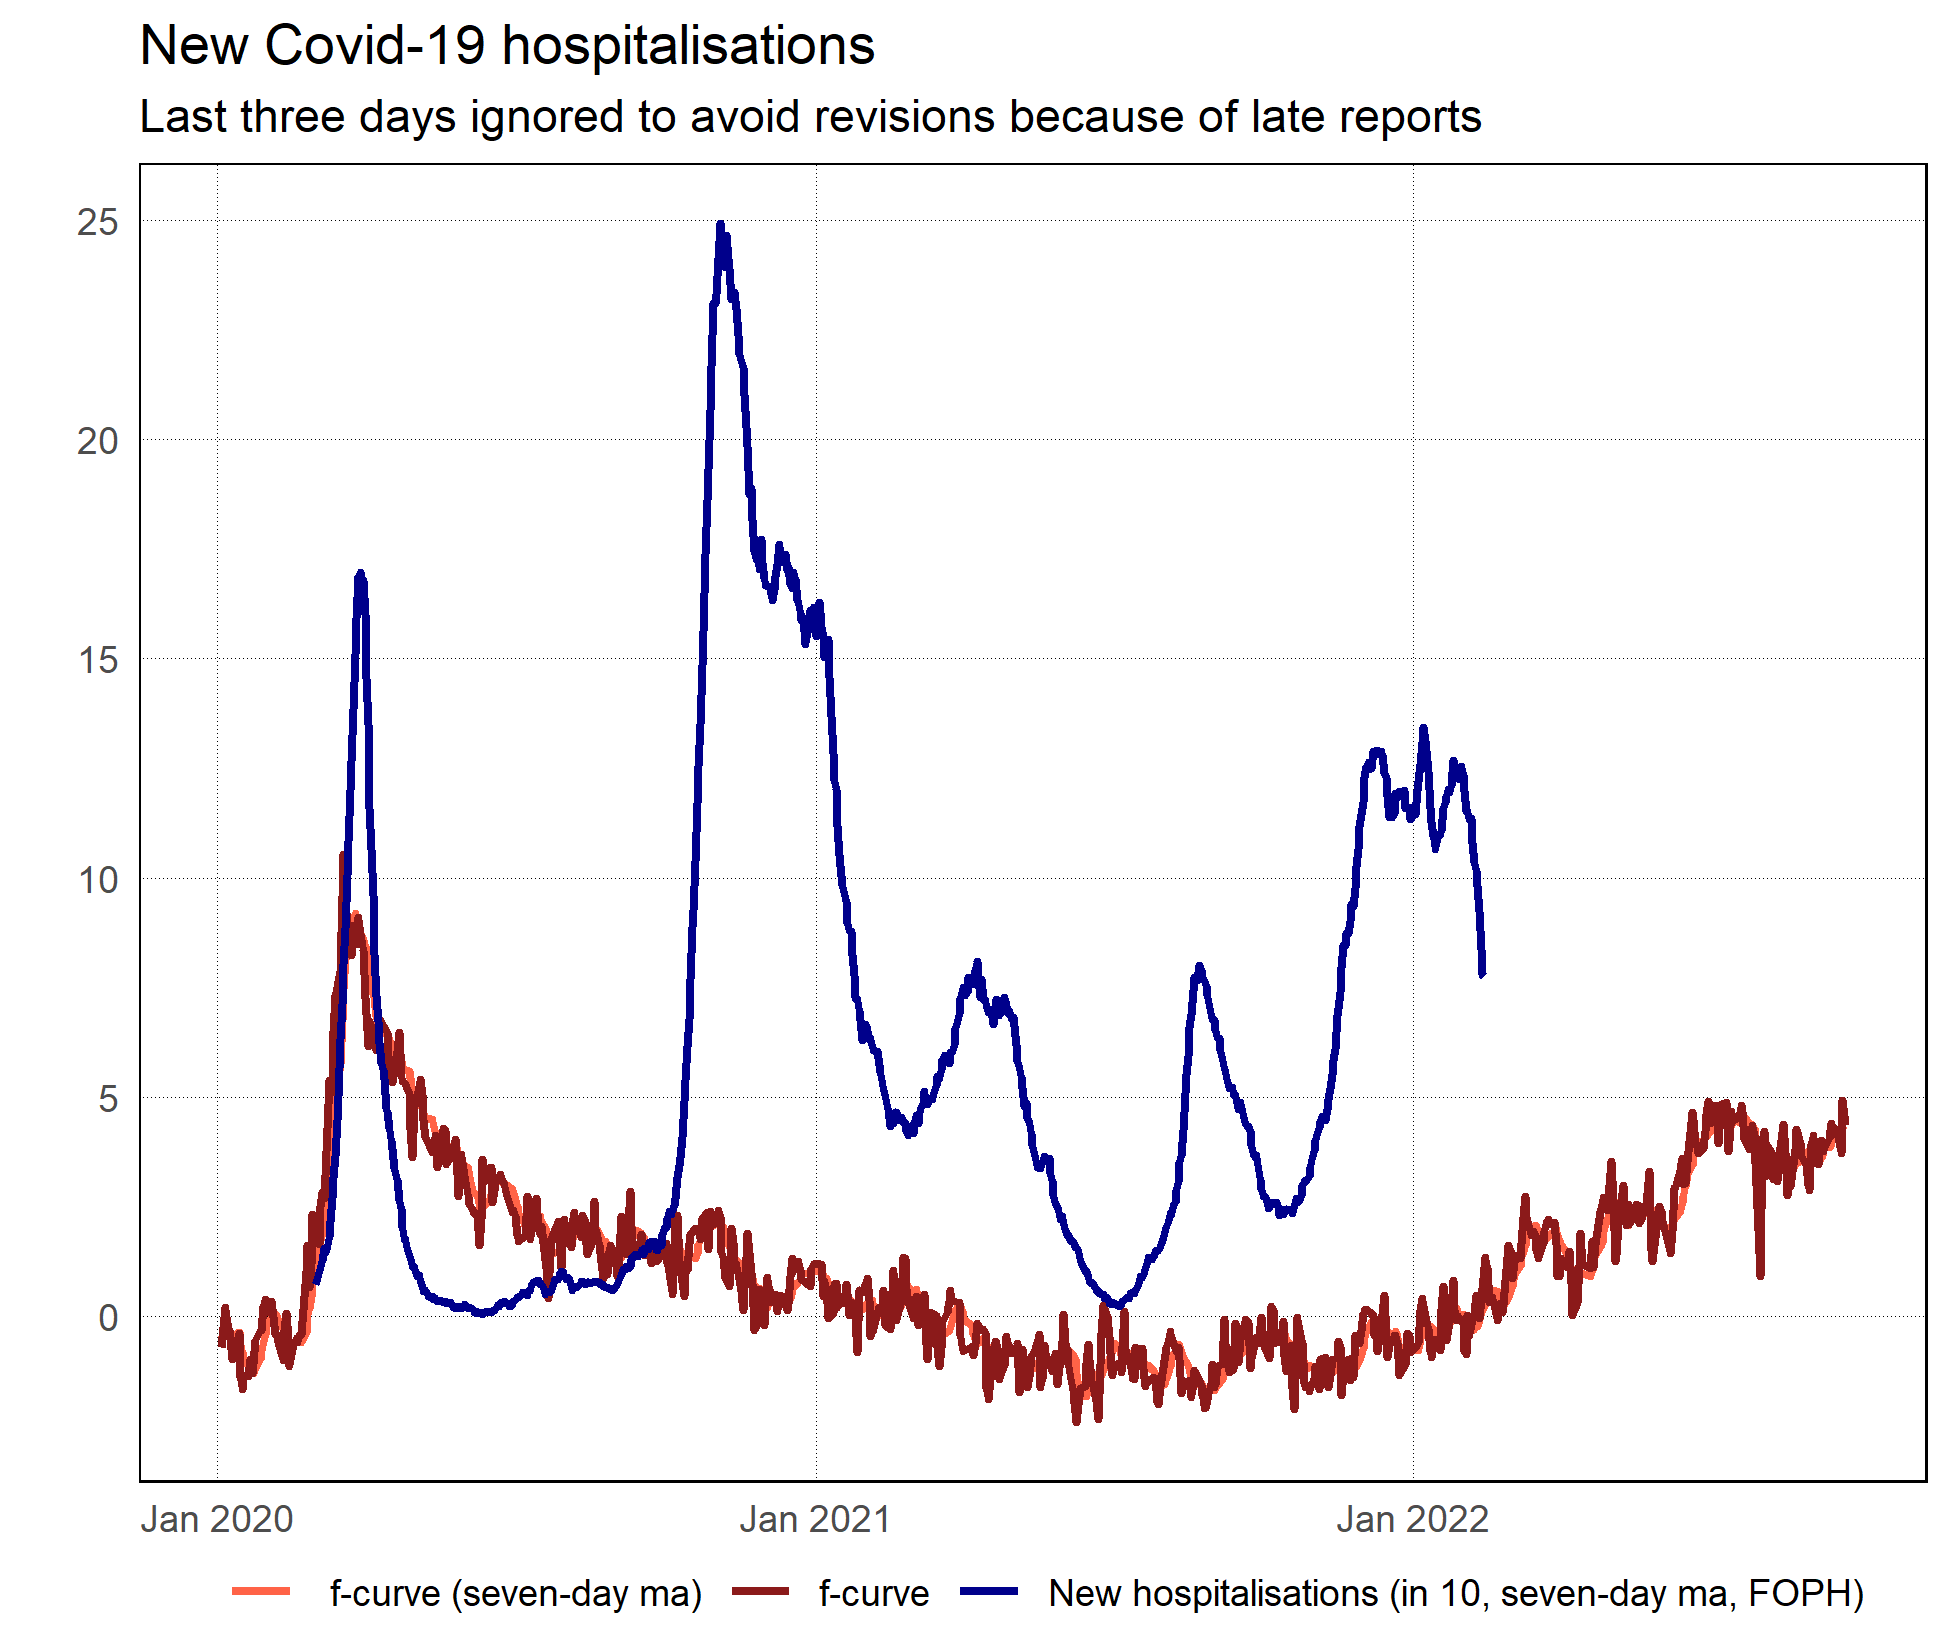 New Covid-19 hospitalisations
Last three days ignored to avoid revisions because of late reports
25
20
15
10
5
0
Jan 2020 Jan 2021 Jan 2022
f-curve (seven-day ma) f-curve New hospitalisations (in 10, seven-day ma, FOPH)